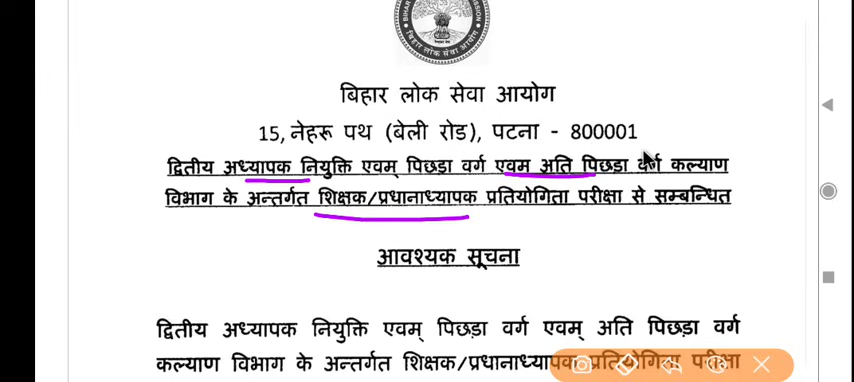 बिहार लोक सेवा आयोग
15, नेहरू पथ (बेली रोड), पटना - 800001
द्वितीय अध्यापक नियुक्ति एवम् पिछडा वर्ग एवम अति पिछडा वर्ग कल्याण
विभाग के अन्तर्गत शिक्षक/प्रधानाध्यापक प्रतियोगिता परीक्षा से सम्बन्धित
आवश्यक सूचना
द्वितीय अध्यापक नियुक्ति एवम् पिछड़ा वर्ग एवम् अति पिछड़ा वर्ग
कल्याण विभाग के अन्तर्गत शिक्षक/प्रधानाध्यापक प्रतियोगिता परीक्षा